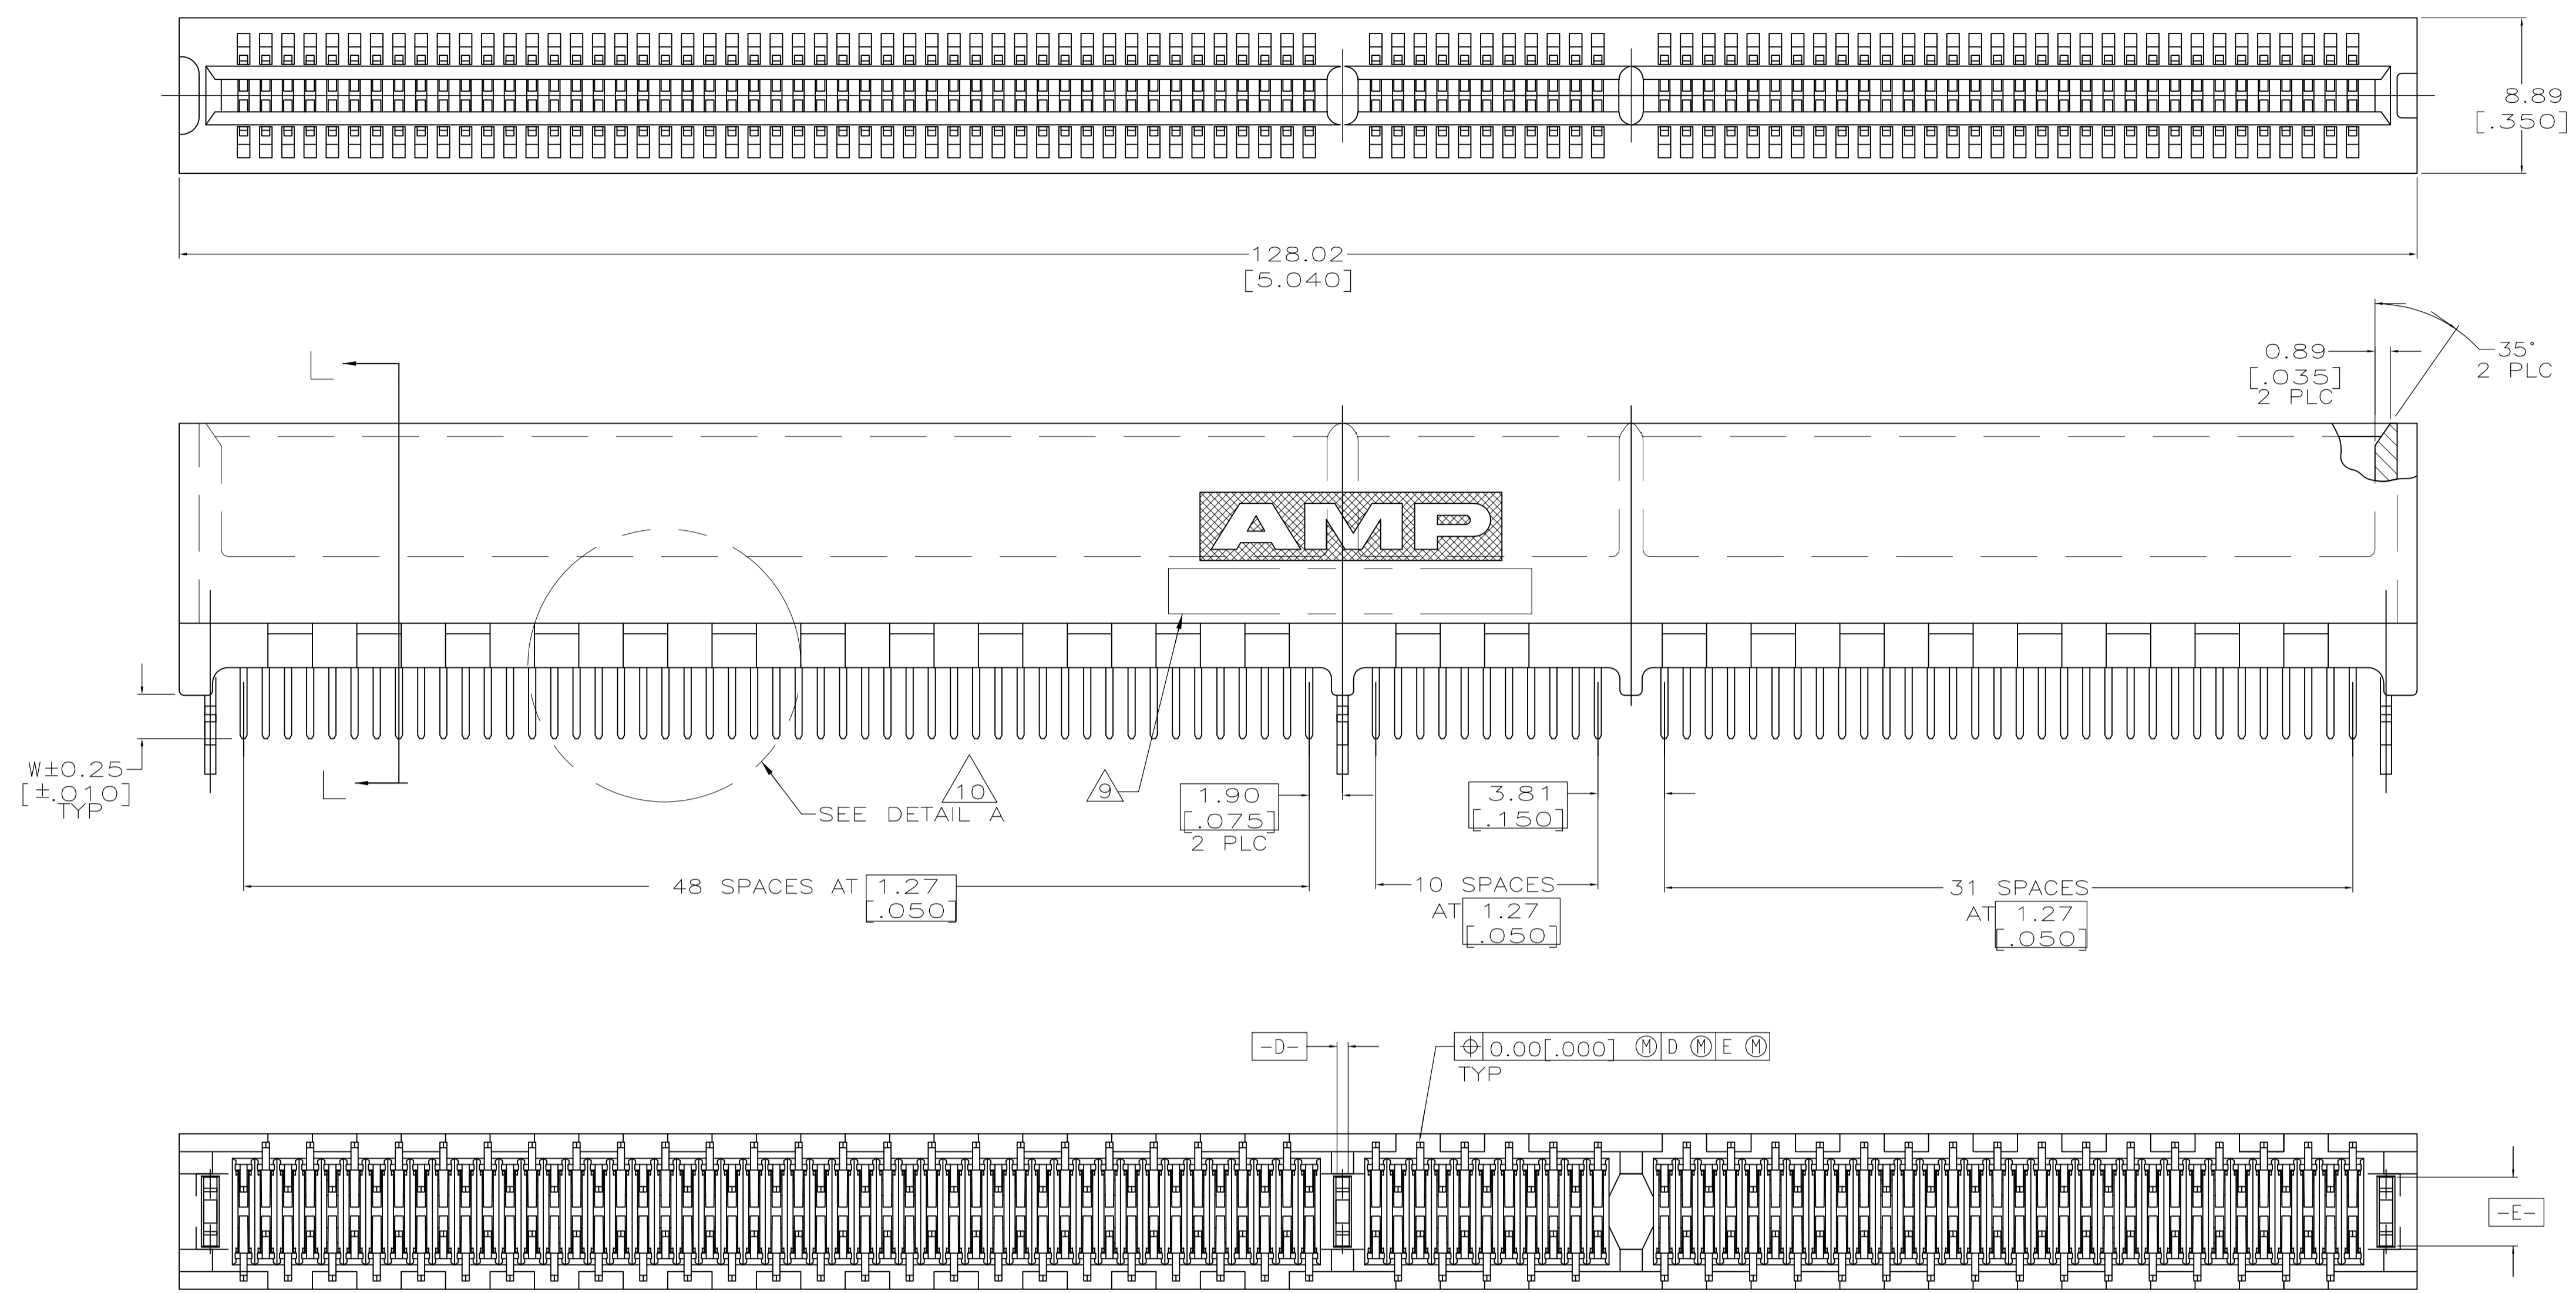 8.89
[.350]
128.02
[5.040]
L
0.89
[.035]
2 PLC
35°
2 PLC
AMP
W±0.25
[±.010]
TYP
L
SEE DETAIL A
10
9
1.90
[.075]
2 PLC
3.81
[.150]
48 SPACES AT 1.27
[.050]
10 SPACES
AT 1.27
[.050]
31 SPACES
AT 1.27
[.050]
-D-
⌖ 0.00[.000] Ⓜ D Ⓜ E Ⓜ
TYP
-E-